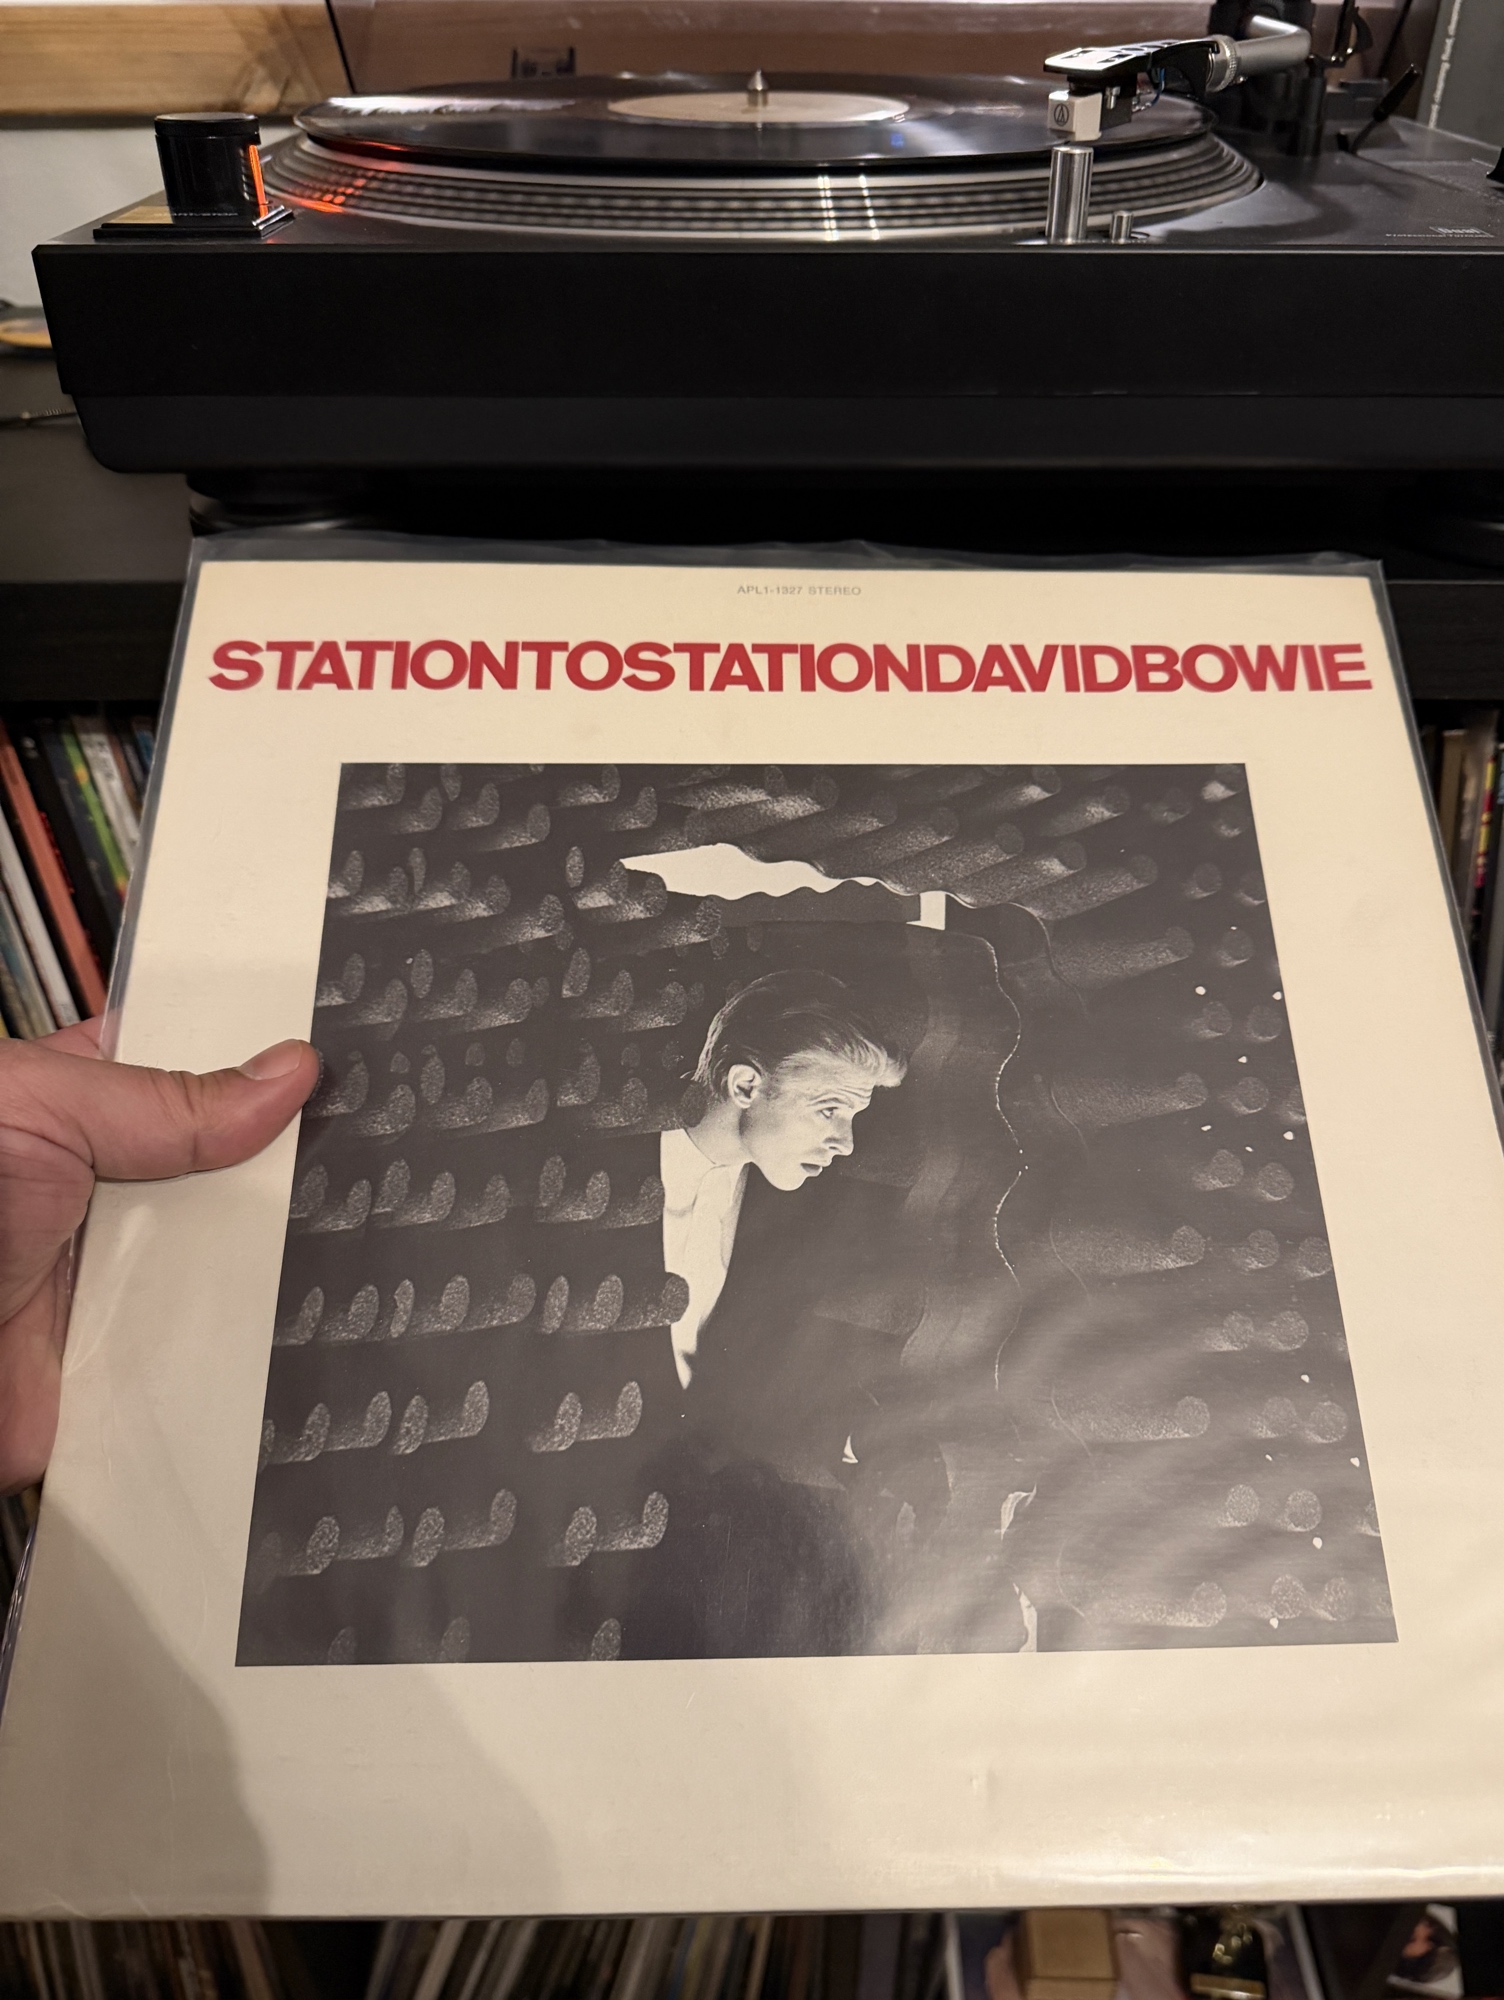 APL1-1327 STEREO
STATIONTOSTATIONDAVIDBOWIE